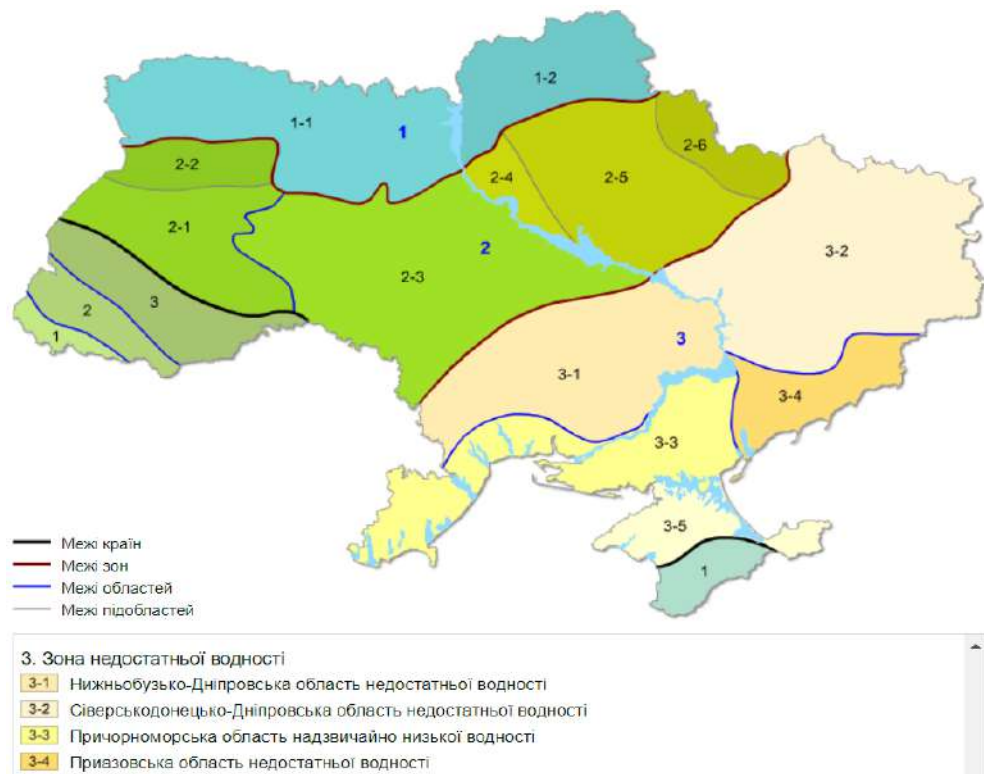 1-2
1-1
1
2-2
2-6
2-4
2-5
2-1
2
3-2
2-3
3
2
1
3
3-1
3-4
3-3
3-5
1
Межі країн
Межі зон
Межі областей
Межі підобластей
3. Зона недостатньої водності
3-1 Нижньобузько-Дніпровська область недостатньої водності
3-2 Сіверськодонецько-Дніпровська область недостатньої водності
3-3 Причорноморська область надзвичайно низької водності
3-4 Приазовська область недостатньої водності